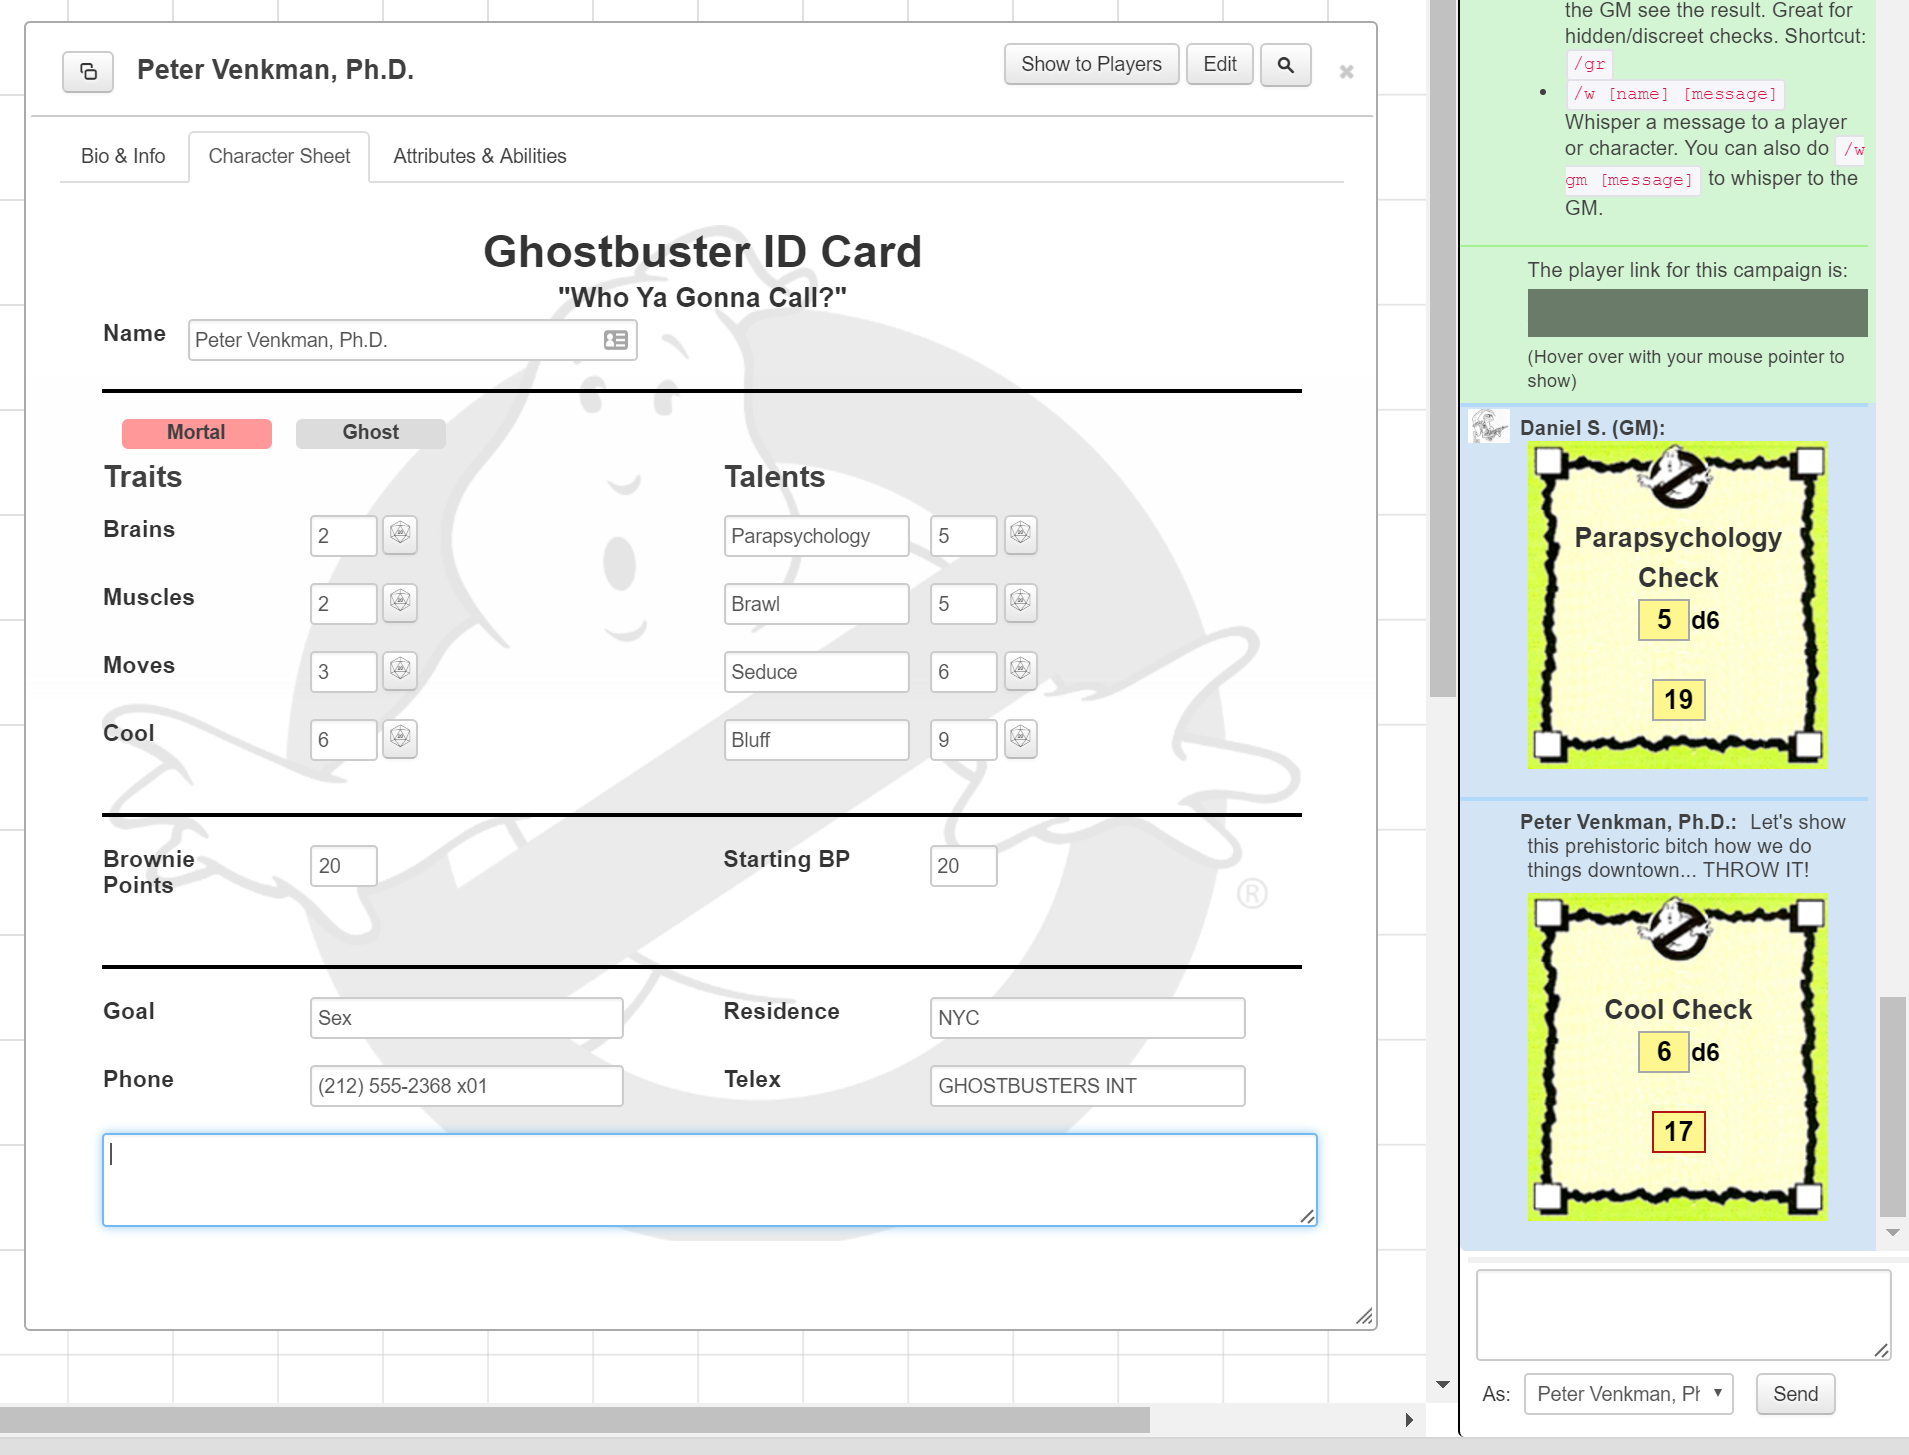 Peter Venkman, Ph.D.
Show to Players
Edit
Bio & Info
Character Sheet
Attributes & Abilities
Ghostbuster ID Card
"Who Ya Gonna Call?"
Name
Peter Venkman, Ph.D.
Mortal
Ghost
Traits
Talents
Brains
2
Parapsychology
5
Muscles
2
Brawl
5
Moves
3
Seduce
6
Cool
6
Bluff
9
Brownie
Points
20
Starting BP
20
®
Goal
Sex
Residence
NYC
Phone
(212) 555-2368 x01
Telex
GHOSTBUSTERS INT
the GM see the result. Great for
hidden/discreet checks. Shortcut:
/gr
• /w [name] [message]
Whisper a message to a player
or character. You can also do /w
gm [message] to whisper to the
GM.
The player link for this campaign is:
(Hover over with your mouse pointer to
show)
Daniel S. (GM):
Parapsychology
Check
5 d6
19
Peter Venkman, Ph.D.: Let's show
this prehistoric bitch how we do
things downtown... THROW IT!
Cool Check
6 d6
17
As:
Peter Venkman, Ph
Send